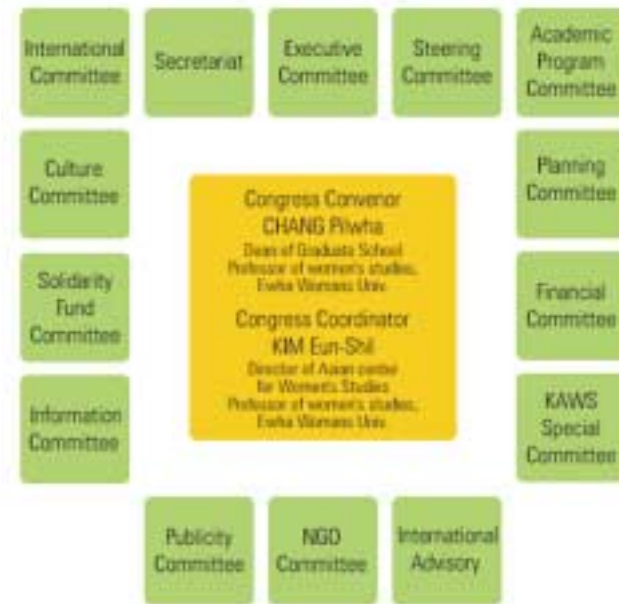 International
Committee
Secretariat
Executive
Committee
Steering
Committee
Academic
Program
Committee
Culture
Committee
Planning
Committee
Congress Convenor
CHANG Pilwha
Dean of Graduate School
Professor of women's studies,
Ewha Womans Univ.
Congress Coordinator
KIM Eun-Shil
Director of Asian center
for Women's Studies
Professor of women's studies,
Ewha Womans Univ.
Solidarity
Fund
Committee
Financial
Committee
Information
Committee
KAWS
Special
Committee
Publicity
Committee
NGO
Committee
International
Advisory